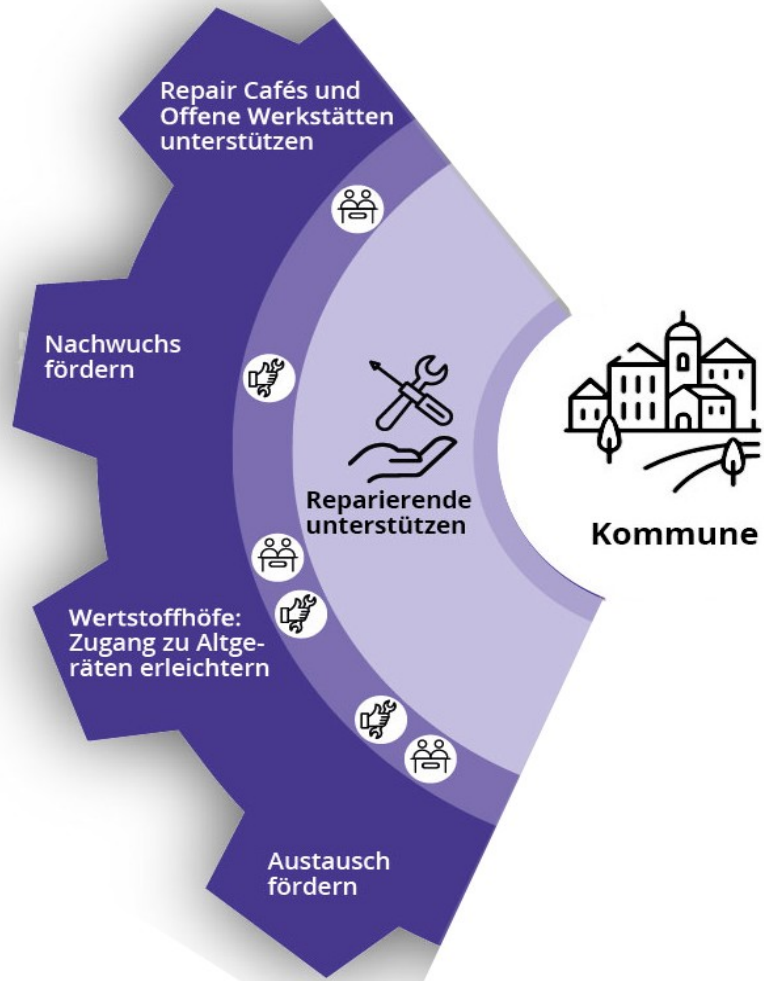 Repair Cafés und
Offene Werkstätten
unterstützen
Nachwuchs
fördern
Reparierende
unterstützen
Kommune
Wertstoffhöfe:
Zugang zu Altge-
räten erleichtern
Austausch
fördern